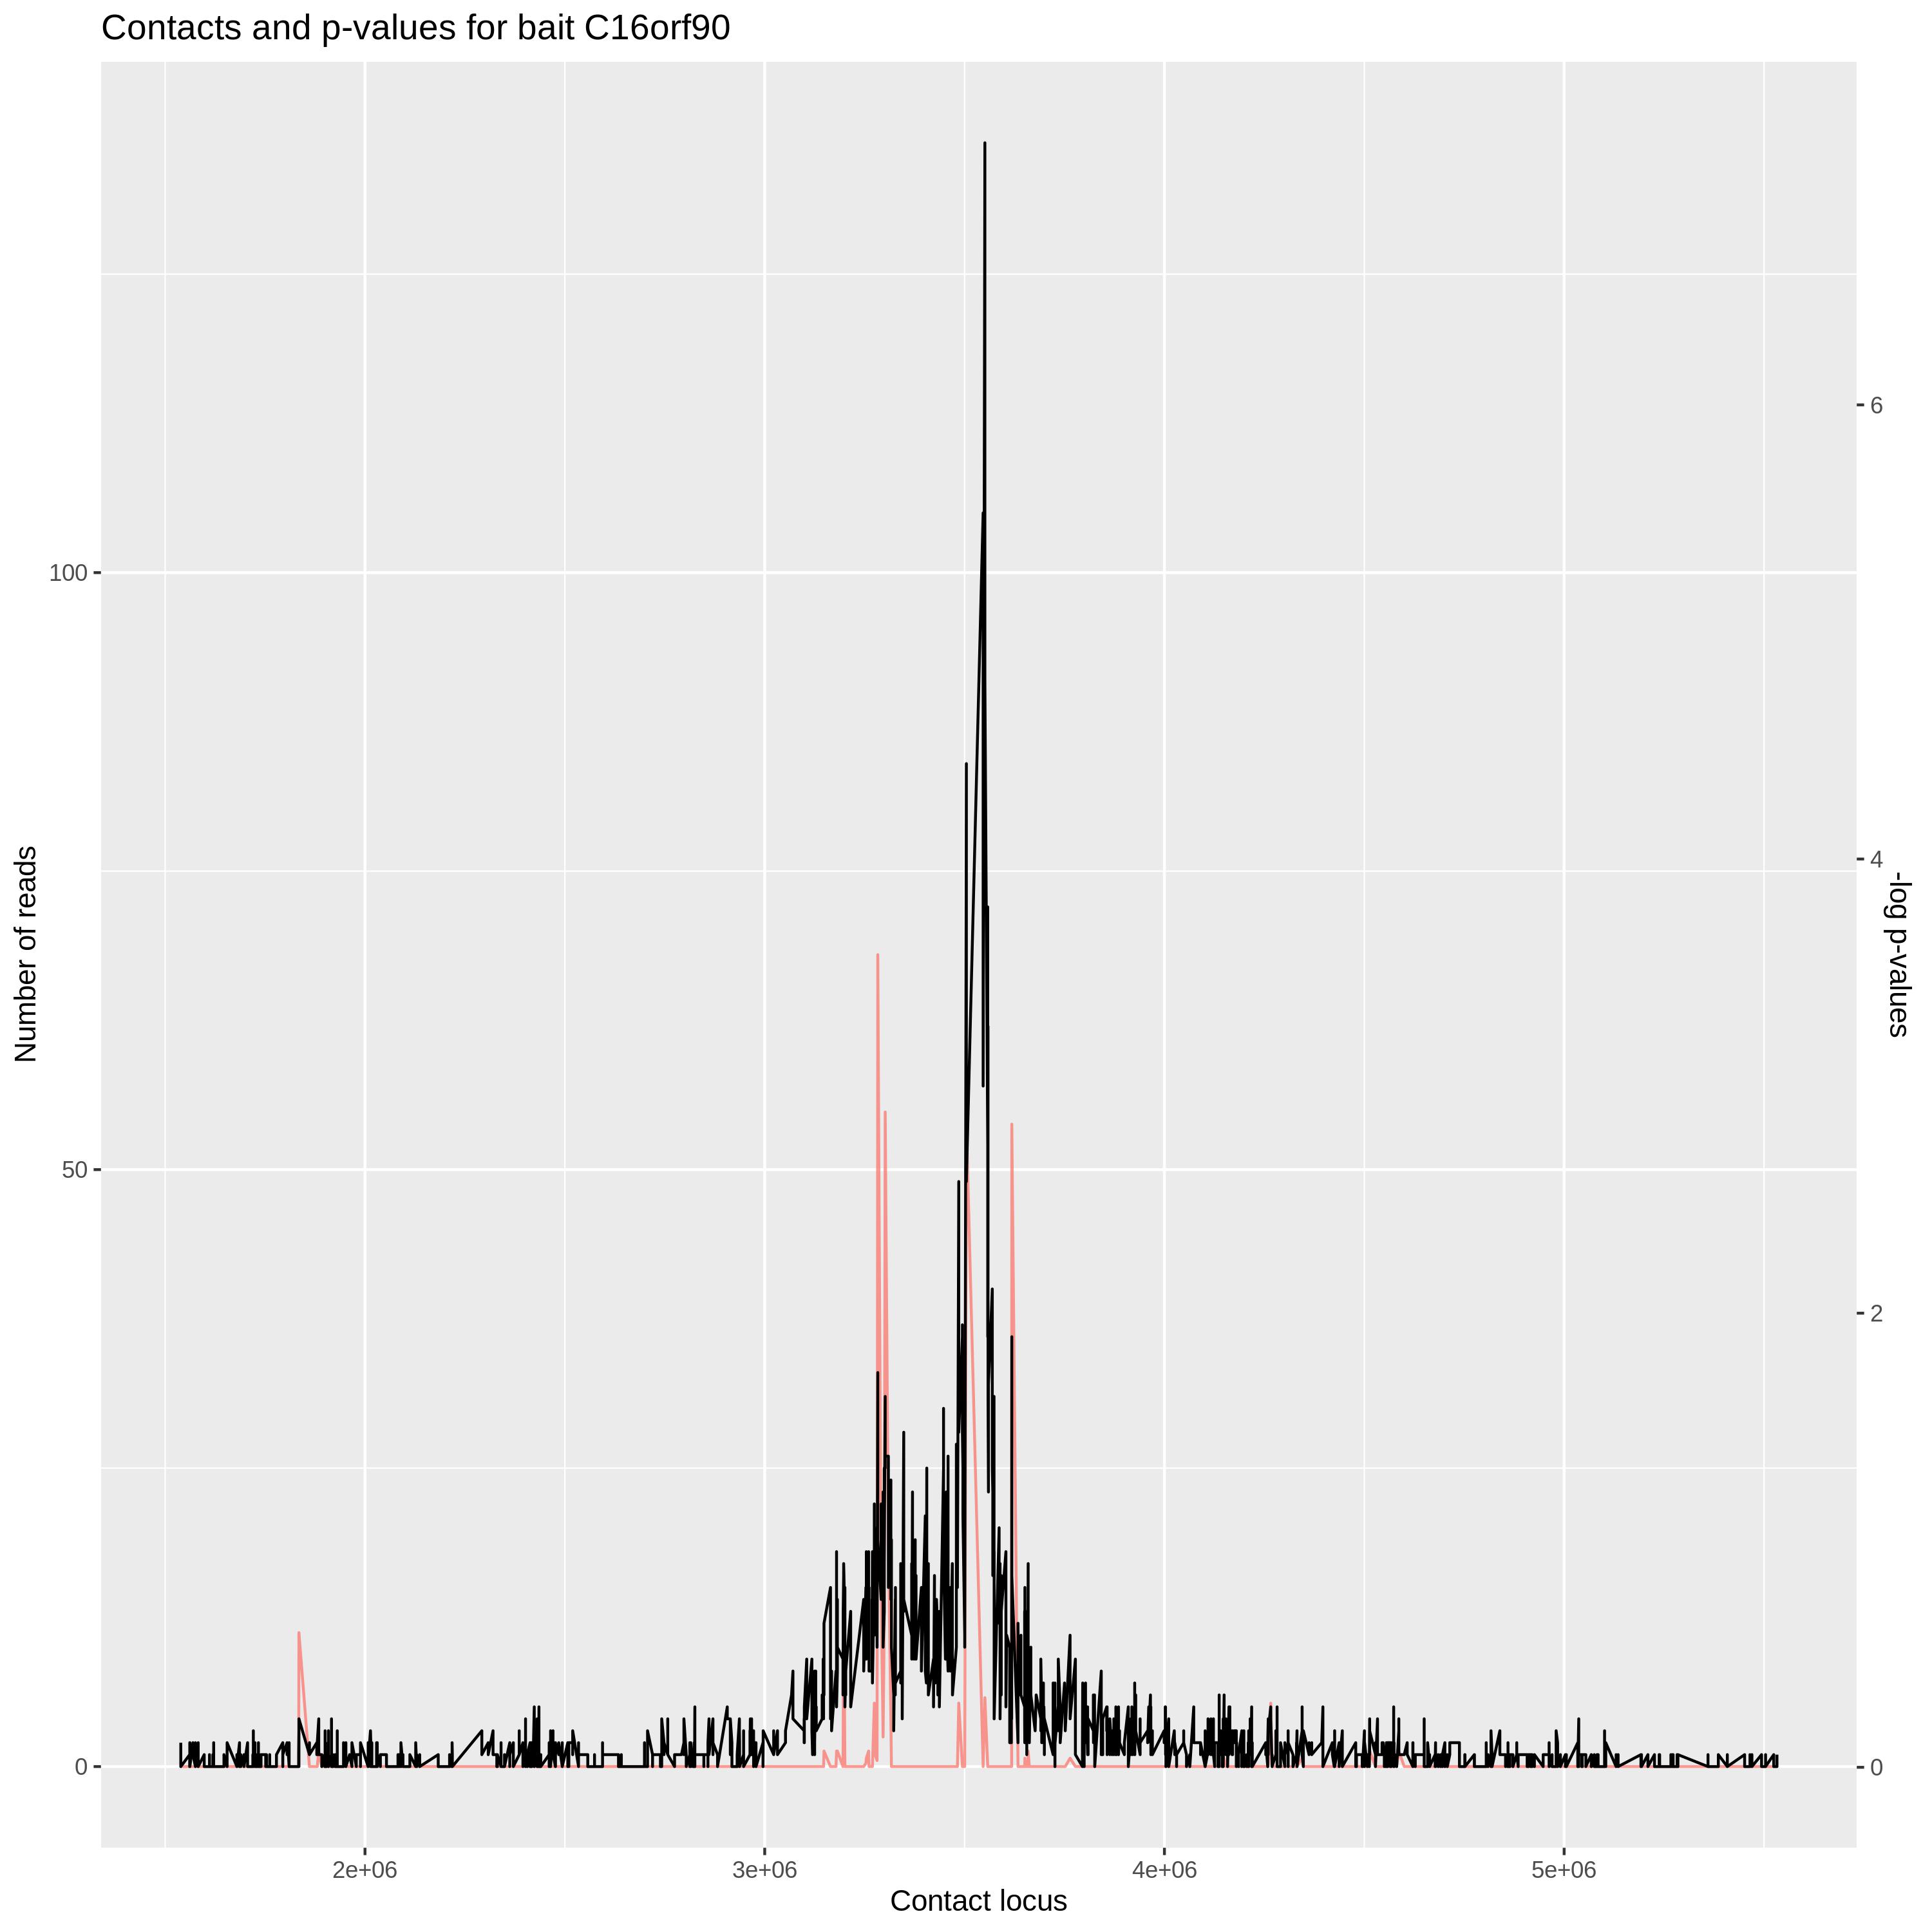 Contacts and p-values for bait C16orf90
Number of reads
100
50
0
6
4
2
0
-log p-values
2e+06
3e+06
4e+06
5e+06
Contact locus